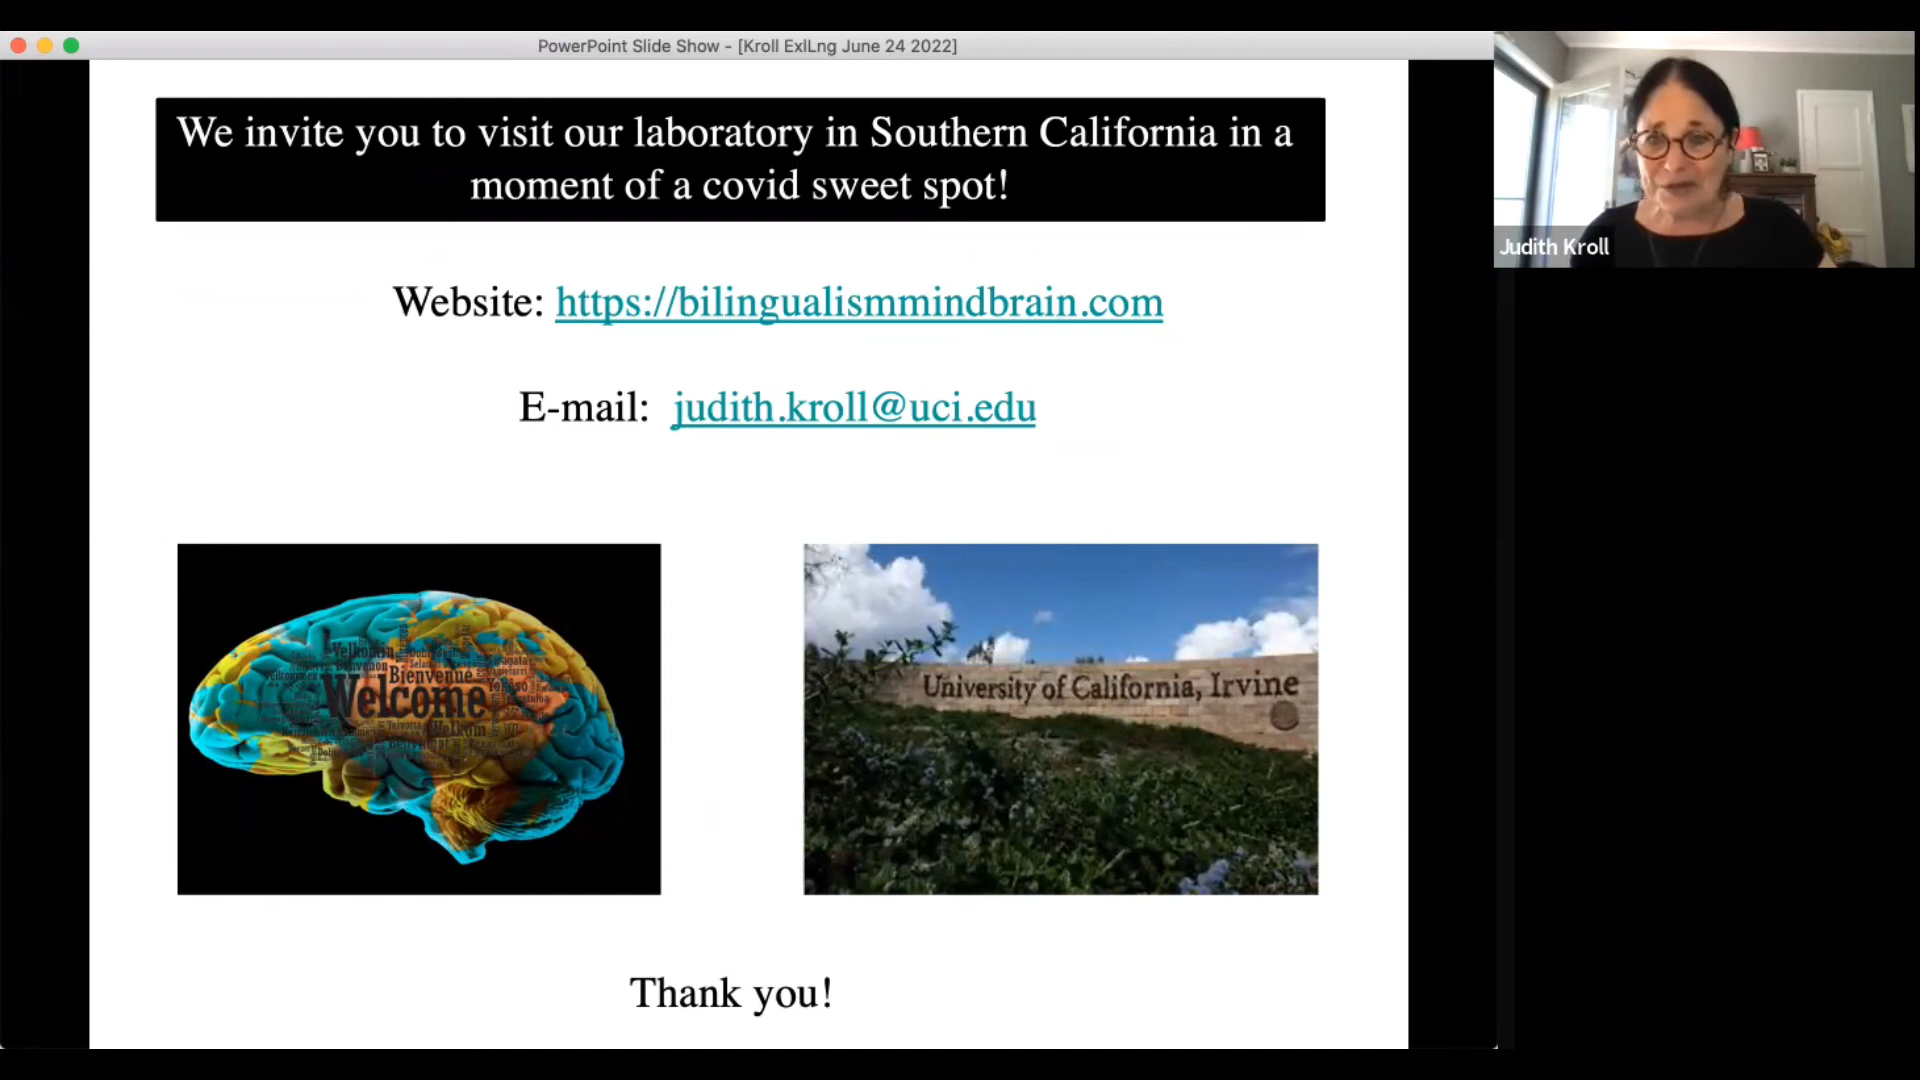 PowerPoint Slide Show - [Kroll ExlLng June 24 2022]
We invite you to visit our laboratory in Southern California in a
moment of a covid sweet spot!
Judith Kroll
Website: https://bilingualismmindbrain.com
E-mail: judith.kroll@uci.edu
Bienvenue
Welcome
Welkom
University of California, Irvine
Thank you!